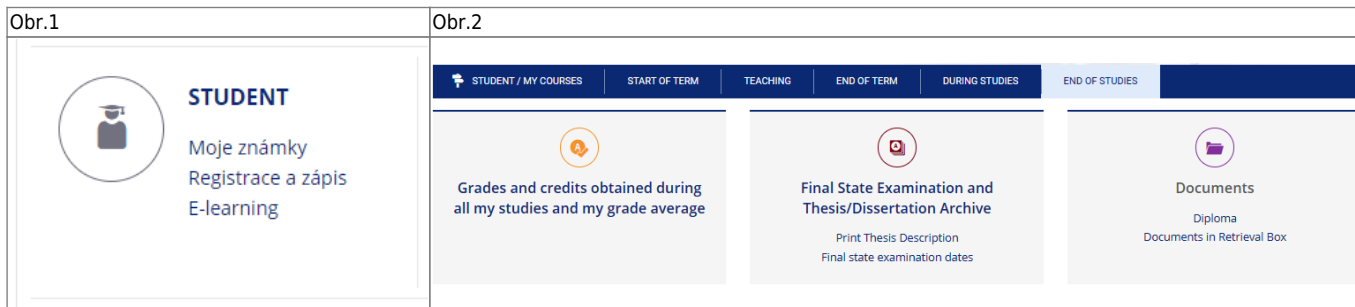 Obr.1
Obr.2
STUDENT
Moje známky
Registrace a zápis
E-learning
STUDENT / MY COURSES
START OF TERM
TEACHING
END OF TERM
DURING STUDIES
END OF STUDIES
Grades and credits obtained during
all my studies and my grade average
Final State Examination and
Thesis/Dissertation Archive
Print Thesis Description
Final state examination dates
Documents
Diploma
Documents in Retrieval Box